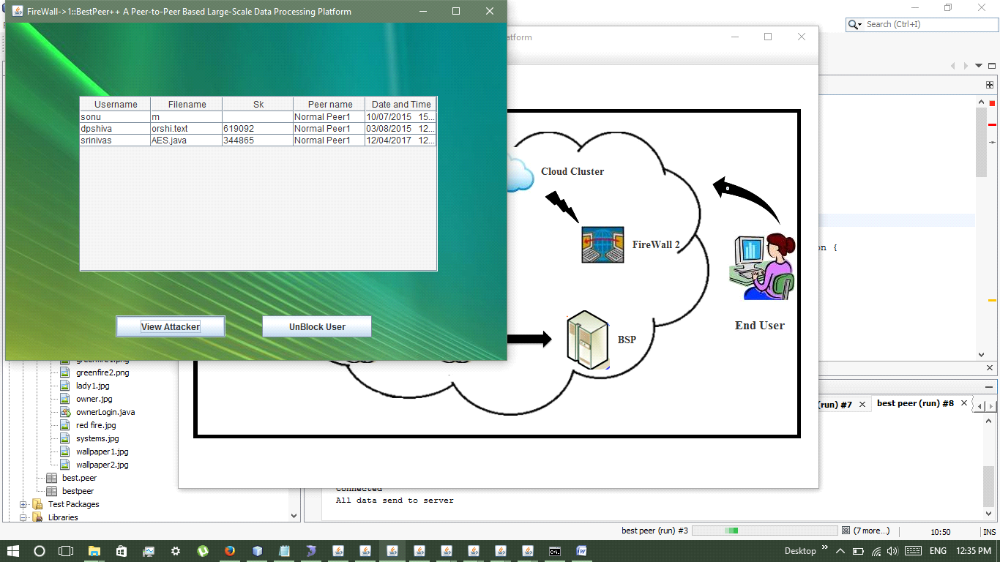 FireWall->1::BestPeer++ A Peer-to-Peer Based Large-Scale Data Processing Platform
atform
Search (Ctrl+I)
Username Filename Sk Peer name Date and Time
sonu m Normal Peer1 10/07/2015 15...
dpshiva orshi.text 619092 Normal Peer1 03/08/2015 12...
srinivas AES.java 344865 Normal Peer1 12/04/2017 12...
View Attacker UnBlock User
Cloud Cluster
FireWall 2
BSP
End User
on {
greenfire1.png
greenfire2.png
lady1.jpg
owner.jpg
ownerLogin.java
red fire.jpg
systems.jpg
wallpaper1.jpg
wallpaper2.jpg
best.peer
bestpeer
Test Packages
Libraries
(run) #7 best peer (run) #8
Connected
All data send to server
best peer (run) #3 (7 more...) 10:50 INS
Desktop ENG 12:35 PM